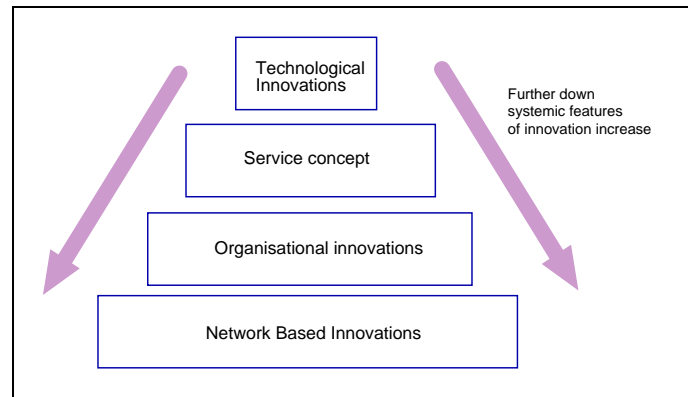 Technological
Innovations
Further down
systemic features
of innovation increase
Service concept
Organisational innovations
Network Based Innovations